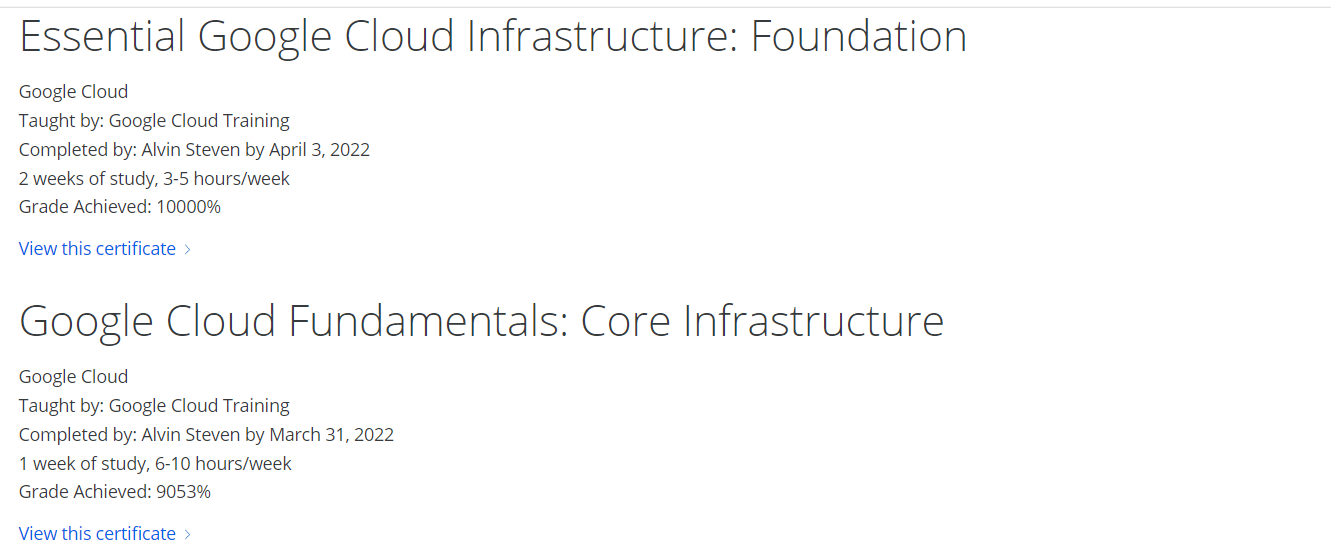 Essential Google Cloud Infrastructure: Foundation
Google Cloud
Taught by: Google Cloud Training
Completed by: Alvin Steven by April 3, 2022
2 weeks of study, 3-5 hours/week
Grade Achieved: 10000%
View this certificate >
Google Cloud Fundamentals: Core Infrastructure
Google Cloud
Taught by: Google Cloud Training
Completed by: Alvin Steven by March 31, 2022
1 week of study, 6-10 hours/week
Grade Achieved: 9053%
View this certificate >